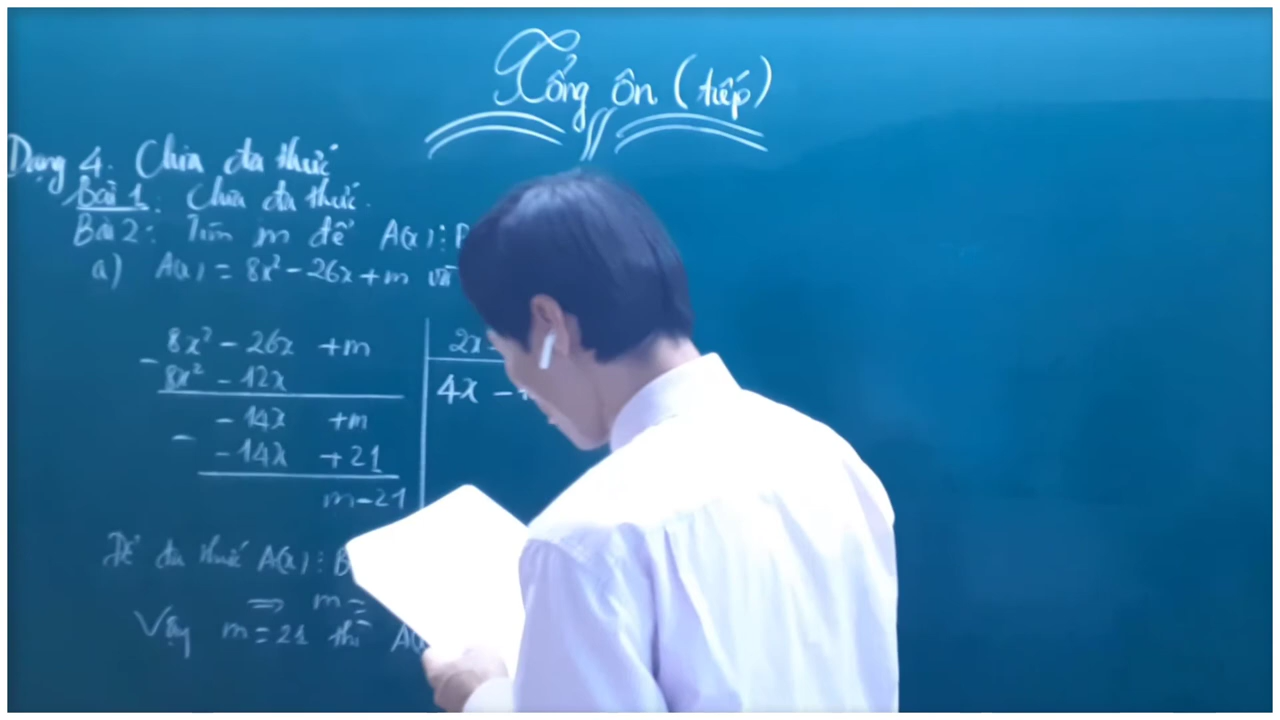 Tổng ôn (tiếp)
Dạng 4. Chia đa thức
Bài 1: Chia đa thức.
Bài 2: Tìm m để A(x) ⋮
a) A(x) = 8x² - 26x + m và
8x² - 26x + m
2x
- 8x² - 12x
4x -
- 14x + m
- - 14x + 21
m - 21
Để đa thức A(x) ⋮ B
⇒ m =
Vậy m = 21 thì A(x